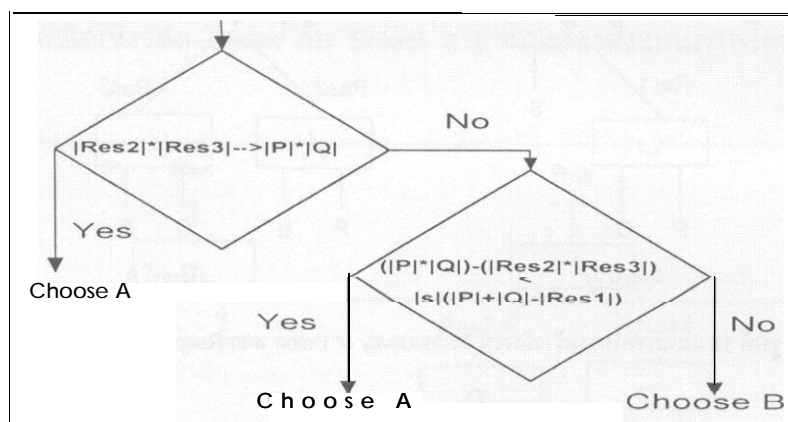 |Res2|*|Res3|-->|P|*|Q|
No
Yes
Choose A
(|P|*|Q|)-(|Res2|*|Res3|)
<
|s|(|P|+|Q|-|Res1|)
Yes
No
Choose A
Choose B